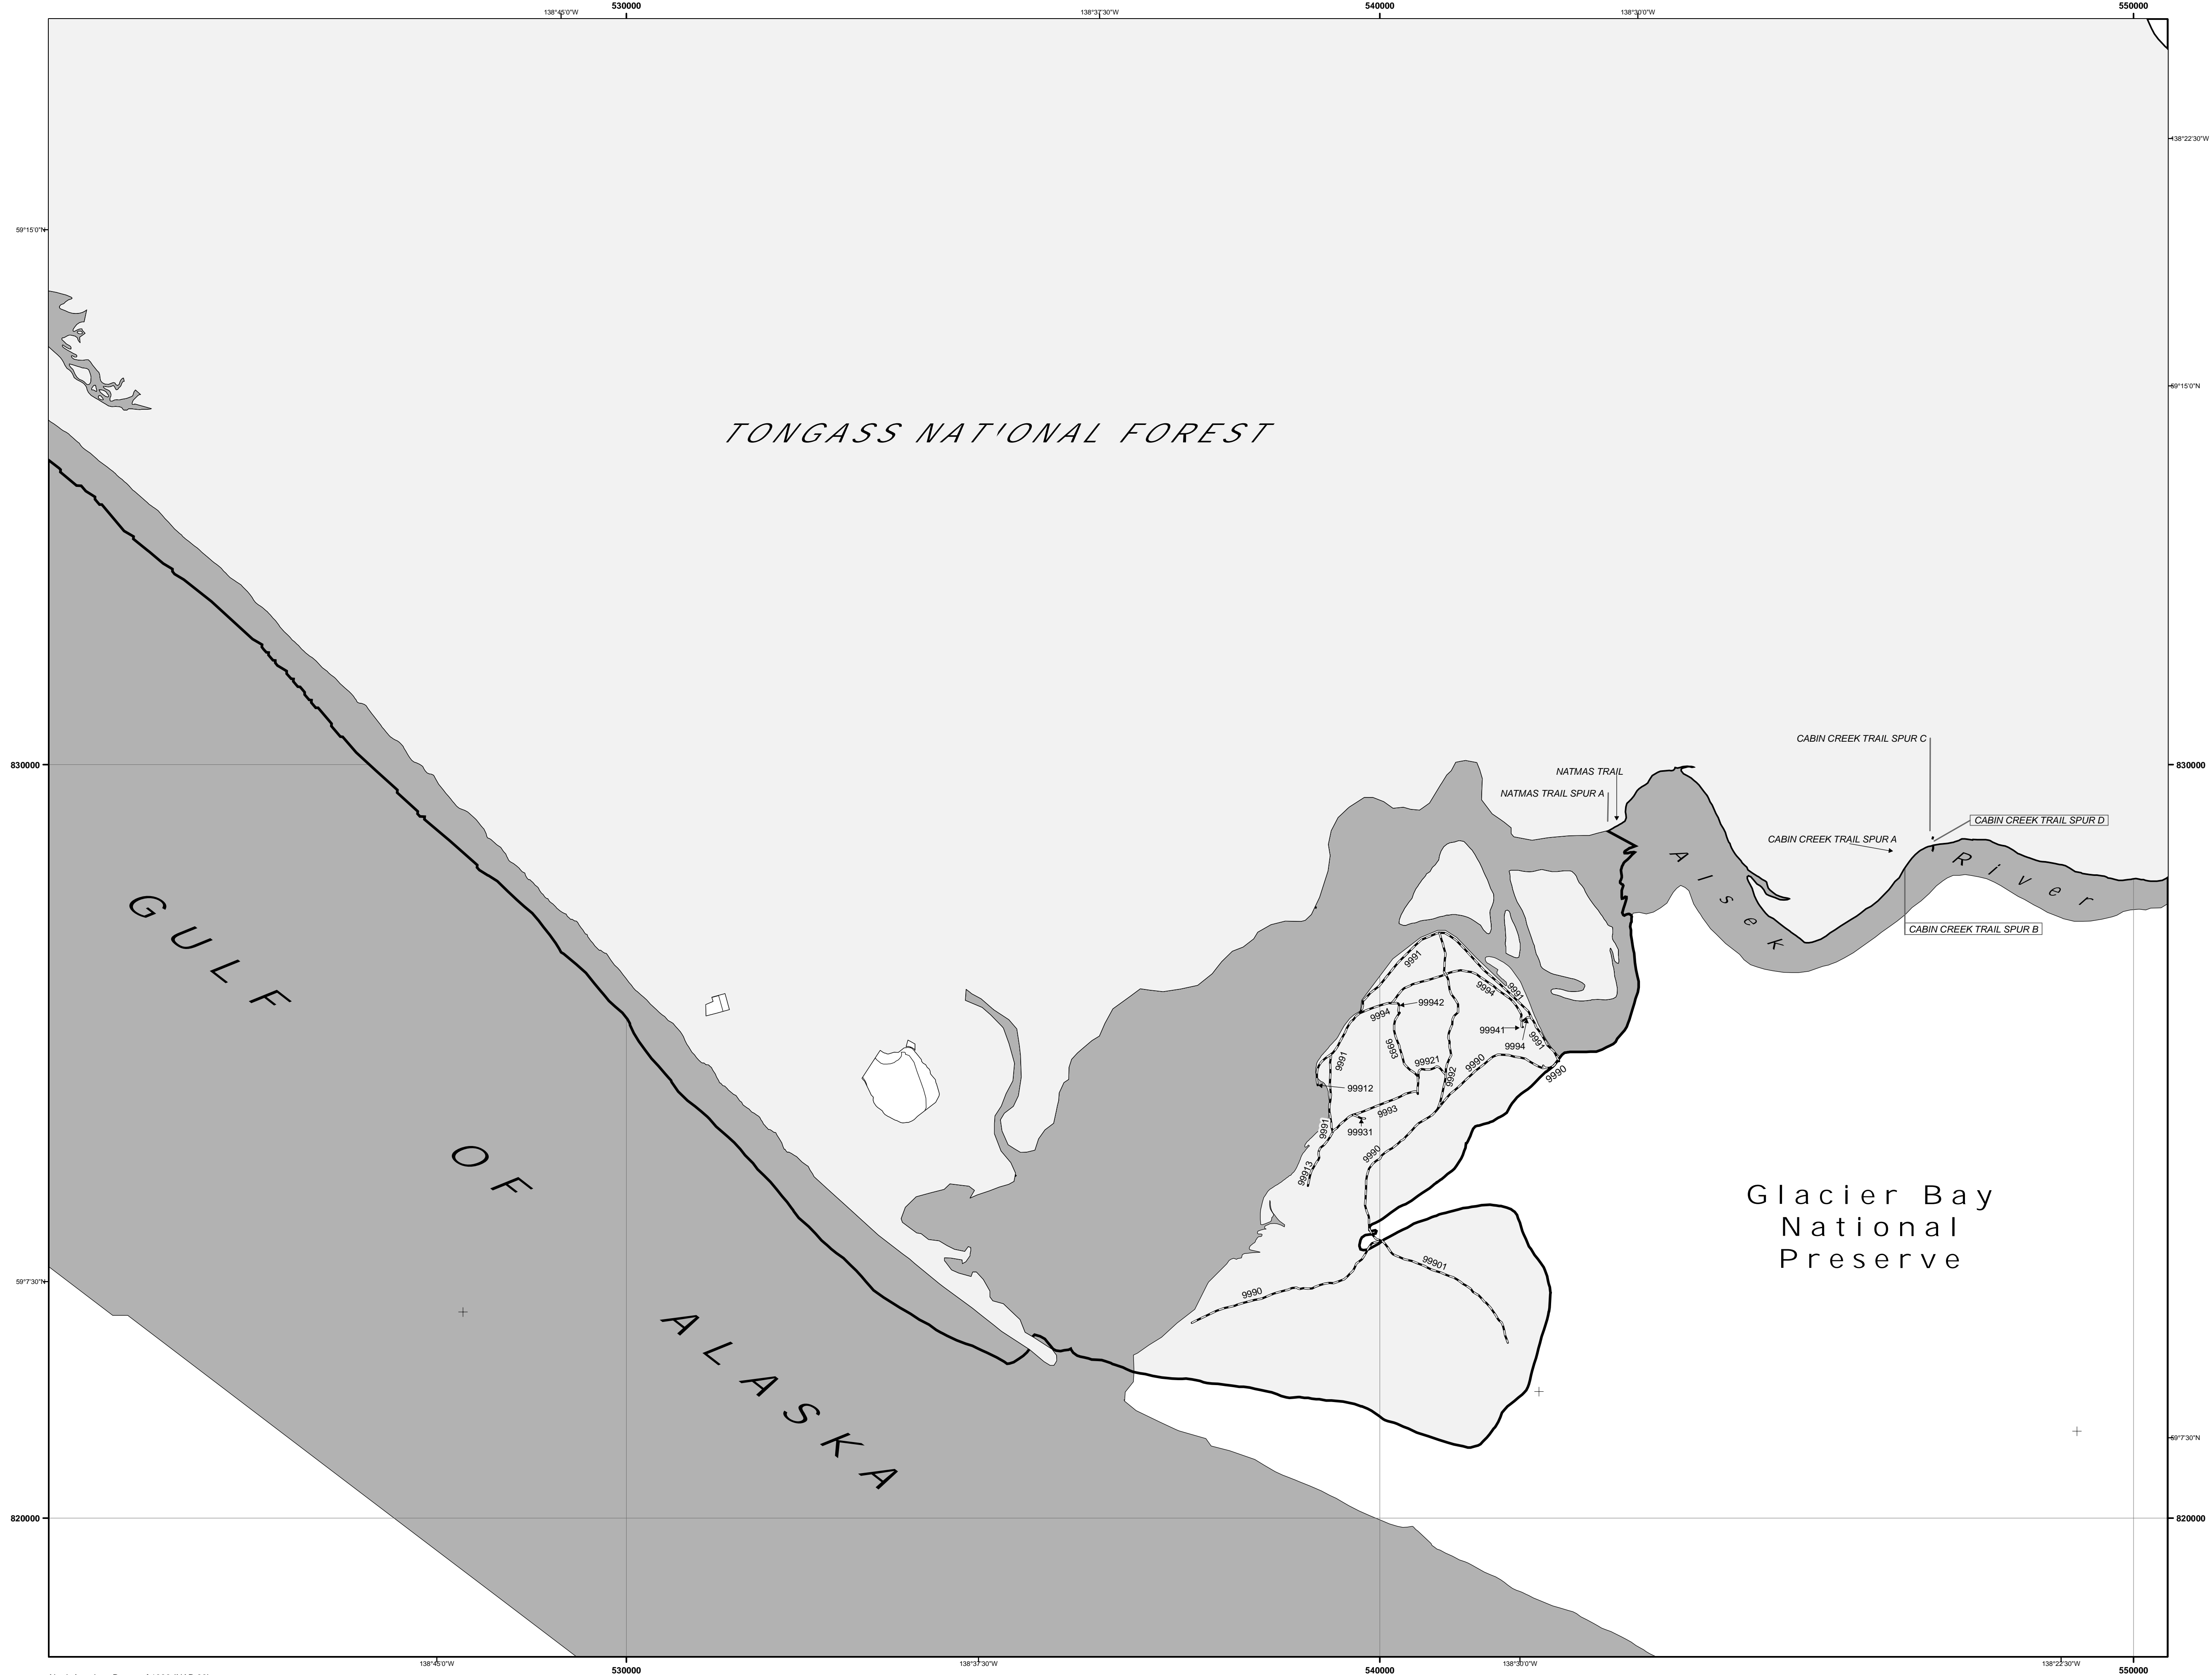 530000
540000
550000
138°45'0"W
138°37'30"W
138°30'0"W
138°22'30"W
59°15'0"N
59°15'0"N
TONGASS NAT'ONAL FOREST
CABIN CREEK TRAIL SPUR C
830000
830000
NATMAS TRAIL
NATMAS TRAIL SPUR A
CABIN CREEK TRAIL SPUR D
CABIN CREEK TRAIL SPUR A
Alsek
River
CABIN CREEK TRAIL SPUR B
GULF
OF
ALASKA
9991
9994
9991
99942
9994
99941
9994
9991
9993
9991
99921
9990
9992
9990
99912
9993
9991
99931
9990
99913
Glacier Bay
National
Preserve
99901
9990
59°7'30"N
59°7'30"N
820000
820000
138°45'0"W
138°37'30"W
138°30'0"W
138°22'30"W
530000
540000
550000